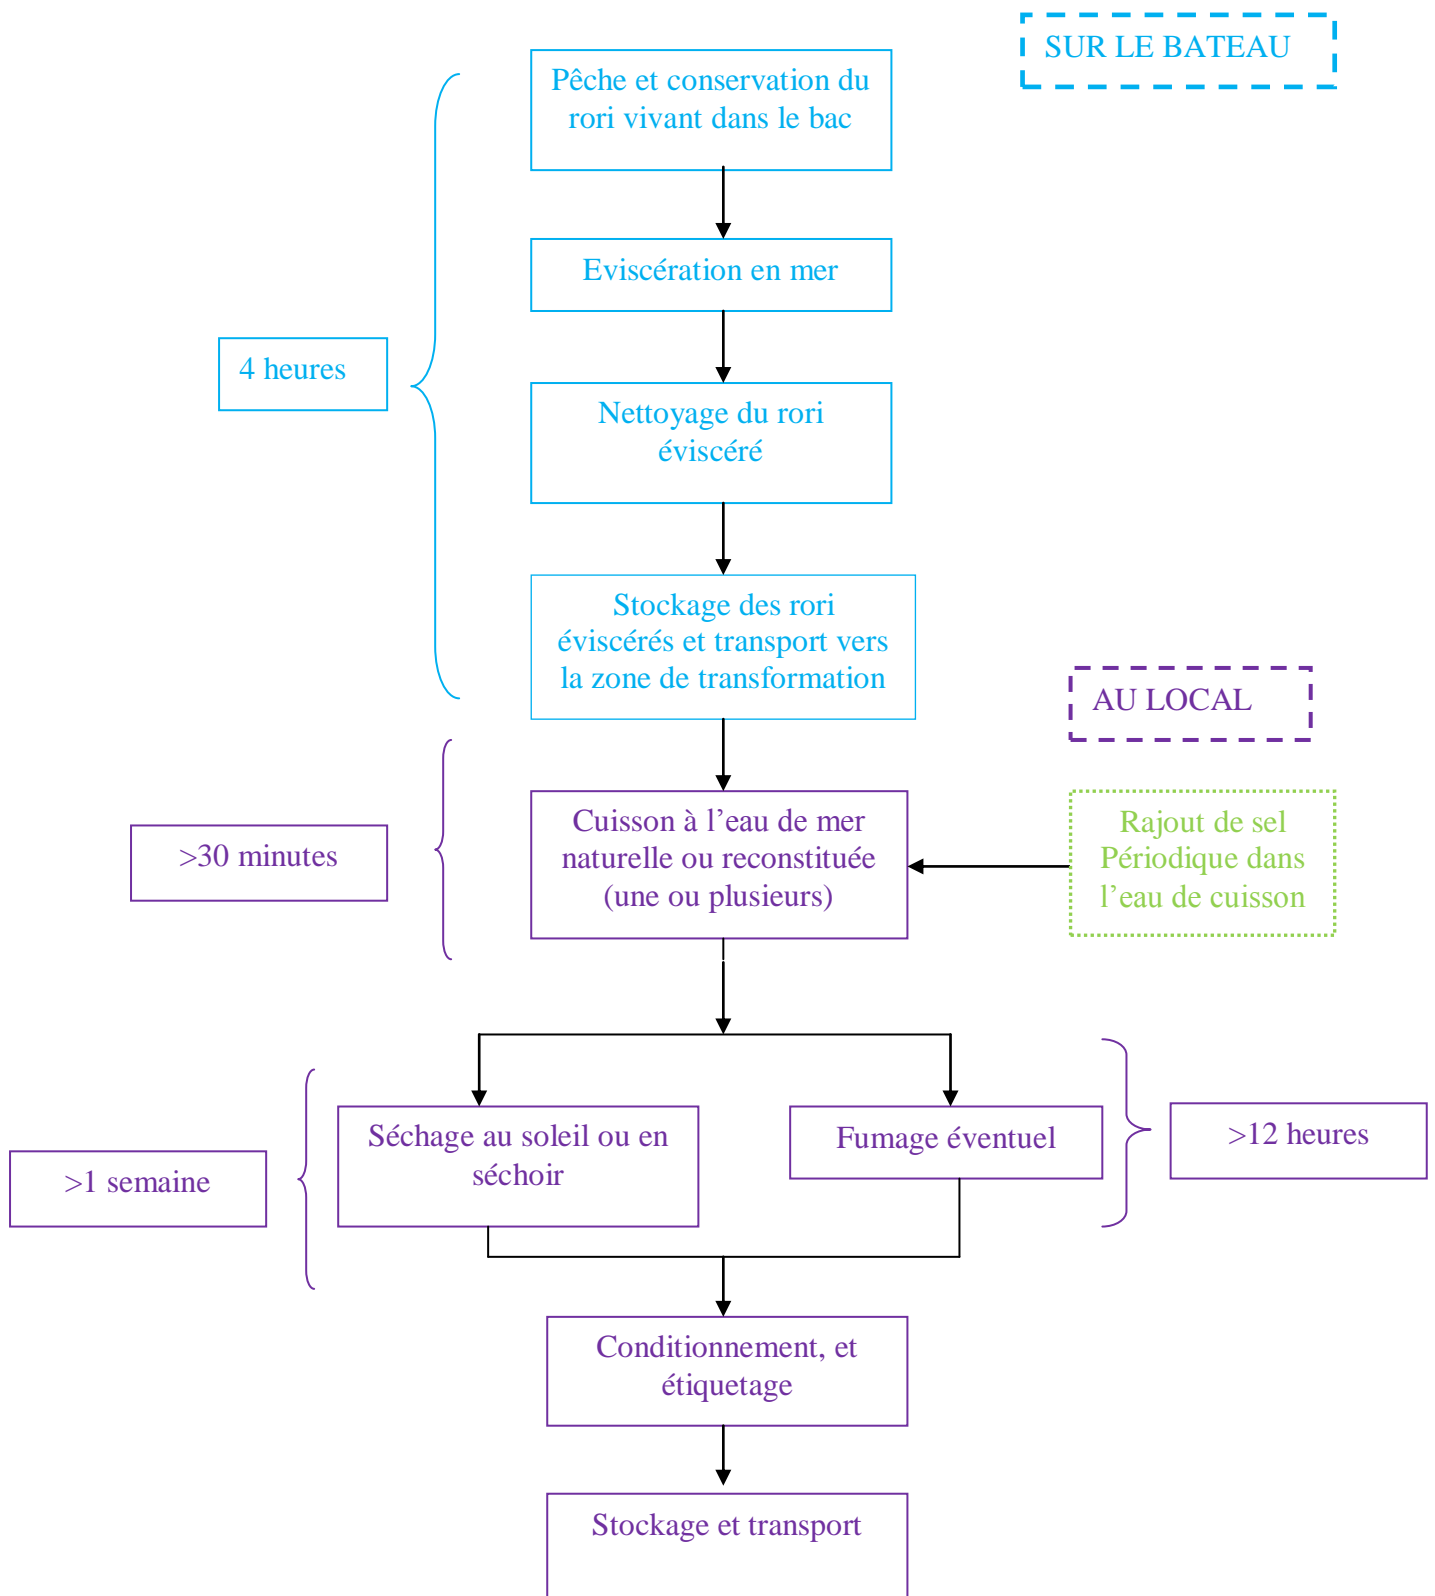 SUR LE BATEAU
Pêche et conservation du
rori vivant dans le bac
Eviscération en mer
4 heures
Nettoyage du rori
éviscéré
Stockage des rori
éviscérés et transport vers
la zone de transformation
AU LOCAL
>30 minutes
Cuisson à l’eau de mer
naturelle ou reconstituée
(une ou plusieurs)
Rajout de sel
Périodique dans
l’eau de cuisson
>1 semaine
Séchage au soleil ou en
séchoir
Fumage éventuel
>12 heures
Conditionnement, et
étiquetage
Stockage et transport